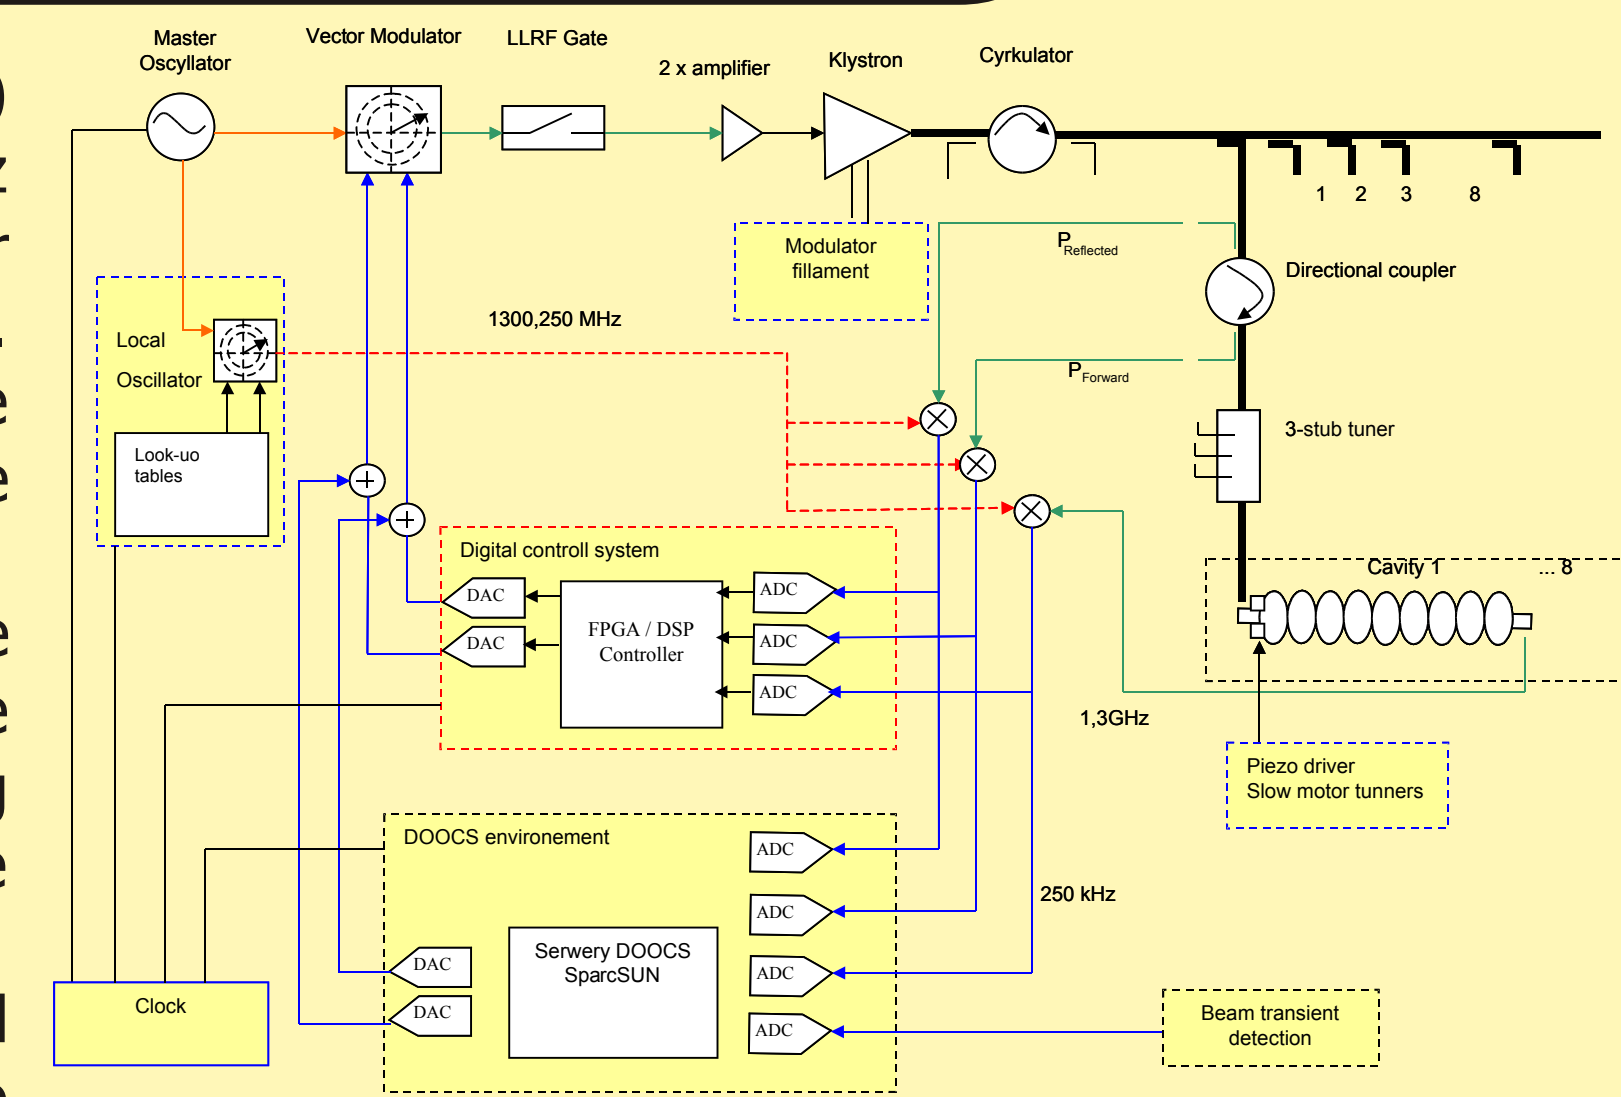 Master
Oscyllator
Vector Modulator
LLRF Gate
2 x amplifier
Klystron
Cyrkulator
1 2 3 8
Modulator
fillament
PReflected
Directional coupler
1300,250 MHz
Local
Oscillator
PForward
Look-uo
tables
3-stub tuner
Digital controll system
DAC
DAC
FPGA / DSP
Controller
ADC
ADC
ADC
Cavity 1 ... 8
1,3GHz
Piezo driver
Slow motor tunners
DOOCS environement
ADC
ADC
ADC
ADC
250 kHz
Serwery DOOCS
SparcSUN
DAC
DAC
Clock
Beam transient
detection